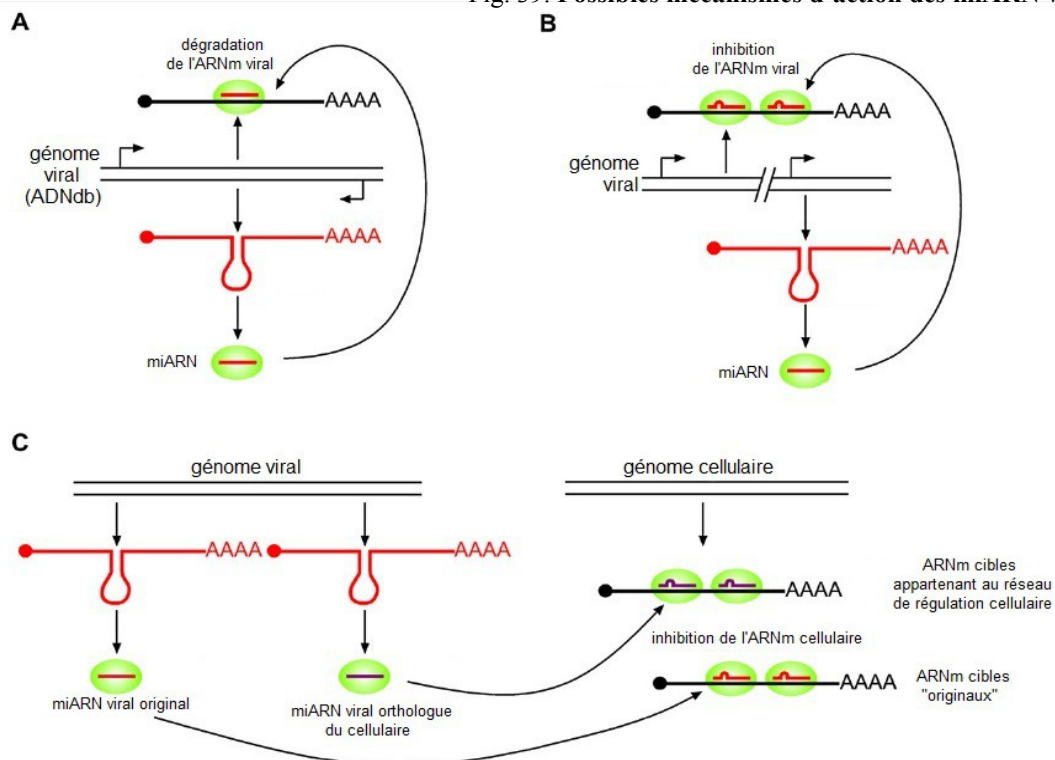 Fig. 39. Possibles mécanismes d'action des miARN
A
dégradation
de l'ARNm viral
AAAA
génome
viral
(ADNdb)
AAAA
miARN
B
inhibition
de l'ARNm viral
AAAA
génome
viral
AAAA
miARN
C
génome viral
AAAA
AAAA
miARN viral original
miARN viral orthologue
du cellulaire
génome cellulaire
AAAA
ARNm cibles
appartenant au réseau
de régulation cellulaire
inhibition de l'ARNm cellulaire
AAAA
ARNm cibles
"originaux"